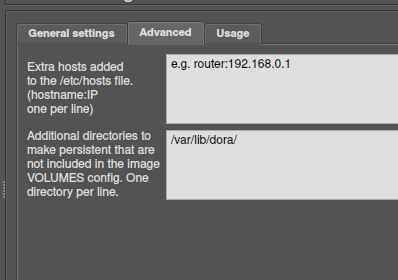 General settings
Advanced
Usage
Extra hosts added
to the /etc/hosts file.
(hostname:IP
one per line)
e.g. router:192.168.0.1
Additional directories to
make persistent that are
not included in the image
VOLUMES config. One
directory per line.
/var/lib/dora/